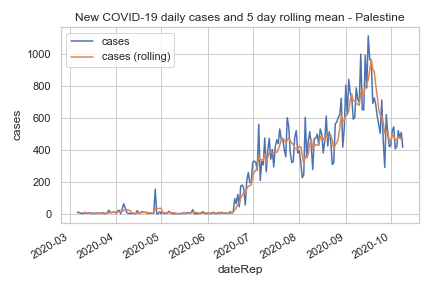 New COVID-19 daily cases and 5 day rolling mean - Palestine
cases
cases (rolling)
1000
800
600
400
200
0
cases
2020-03
2020-04
2020-05
2020-06
2020-07
2020-08
2020-09
2020-10
dateRep